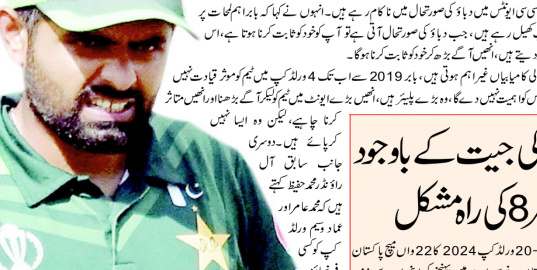 سی سی ایونٹس میں دباؤ کی صورتحال میں ناکام رہے ہیں۔ انہوں نے کہا کہ بابر اہم لمحات پر
کھیل رہے ہیں، جب دباؤ کی صورتحال آتی ہے تو آپ کو خود کو ثابت کرنا ہوتا ہے، اس
دیتے ہیں، انھیں آگے بڑھ کر خود کو ثابت کرنا ہو گا۔
کی کامیابیاں غیر اہم ہوتی ہیں، بابر 2019 سے اب تک 4 ورلڈ کپ میں ٹیم کو موثر قیادت نہیں
کو اہمیت نہیں دے گا، وہ بڑے پلیئر ہیں، انھیں بڑے ایونٹ میں ٹیم کو لیکر آگے بڑھنا اور انھیں متاثر
کرنا چاہیے، لیکن وہ ایسا نہیں
کر پائے ہیں۔ دوسری
جانب سابق آل
راؤنڈر محمد حفیظ کہتے
ہیں کہ محمد عامر اور
عماد وسیم ورلڈ
کپ کو کسی
کی جیت کے باوجود
8 کی راہ مشکل
20-ورلڈ کپ 2024 کا 22 واں میچ پاکستان